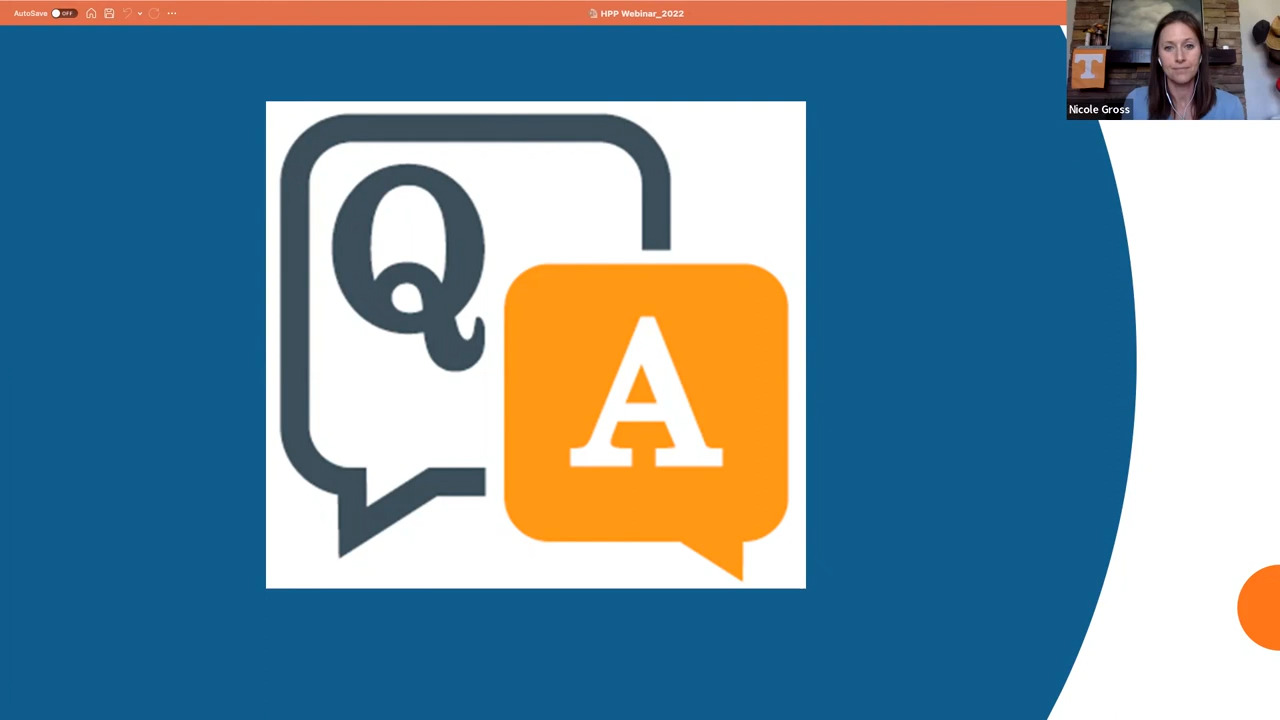 AutoSave OFF
HPP Webinar_2022
T
Nicole Gross
Q
A